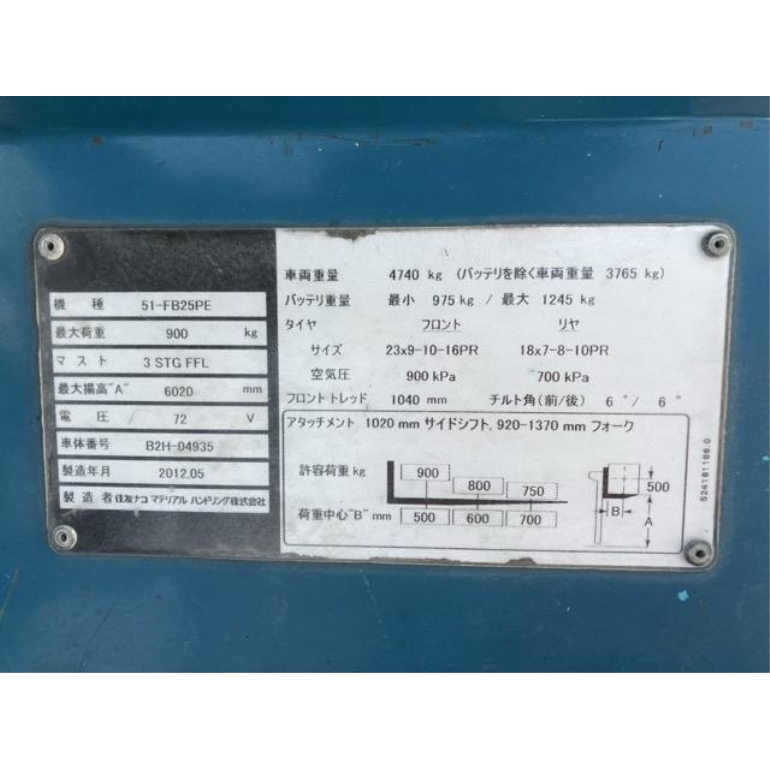 機種 51-FB25PE
最大荷重 900 kg
マスト 3 STG FFL
最大揚高"A" 6020 mm
電圧 72 V
車体番号 B2H-04935
製造年月 2012.05
製造者 住友ナコ マテリアル ハンドリング株式会社
車両重量 4740 kg (バッテリを除く車両重量 3765 kg)
バッテリ重量 最小 975 kg / 最大 1245 kg
タイヤ フロント リヤ
サイズ 23x9-10-16PR 18x7-8-10PR
空気圧 900 kPa 700 kPa
フロントトレッド 1040 mm チルト角(前/後) 6 °/ 6 °
アタッチメント 1020 mm サイドシフト, 920-1370 mm フォーク
許容荷重 kg 900 800 750
荷重中心"B" mm 500 600 700
500
B A
524181186.0